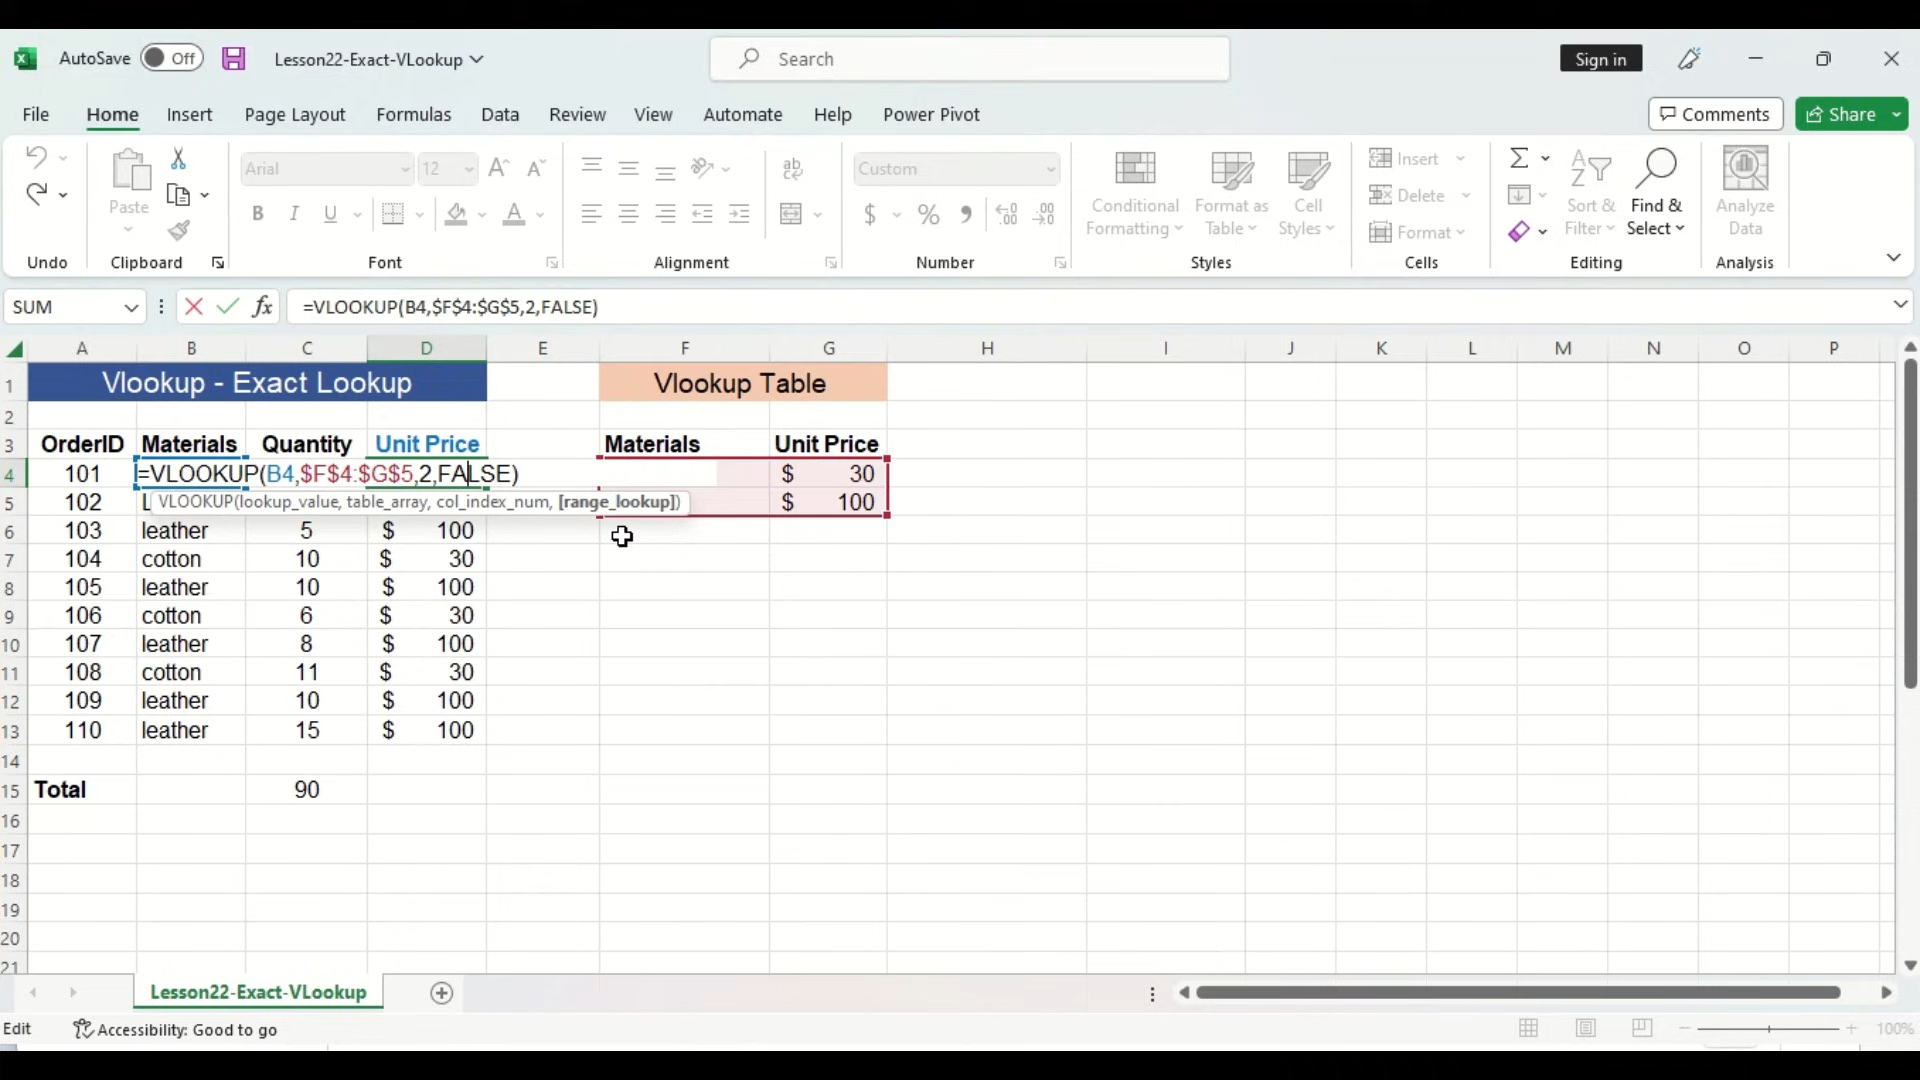 AutoSave Off Lesson22-Exact-VLookup Search Sign in
File Home Insert Page Layout Formulas Data Review View Automate Help Power Pivot Comments Share
Paste Arial 12 Custom Insert
B I U $ % Conditional Formatting Format as Table Cell Styles Delete Sort & Filter Find & Select Analyze Data
Format
Undo Clipboard Font Alignment Number Styles Cells Editing Analysis
SUM fx =VLOOKUP(B4,$F$4:$G$5,2,FALSE)
A B C D E F G H I J K L M N O P
1 Vlookup - Exact Lookup Vlookup Table
2
3 OrderID Materials Quantity Unit Price Materials Unit Price
4 101 =VLOOKUP(B4,$F$4:$G$5,2,FALSE) $ 30
5 102 L VLOOKUP(lookup_value, table_array, col_index_num, [range_lookup]) $ 100
6 103 leather 5 $ 100
7 104 cotton 10 $ 30
8 105 leather 10 $ 100
9 106 cotton 6 $ 30
10 107 leather 8 $ 100
11 108 cotton 11 $ 30
12 109 leather 10 $ 100
13 110 leather 15 $ 100
14
15 Total 90
16
17
18
19
20
21
Lesson22-Exact-VLookup
Edit Accessibility: Good to go 100%